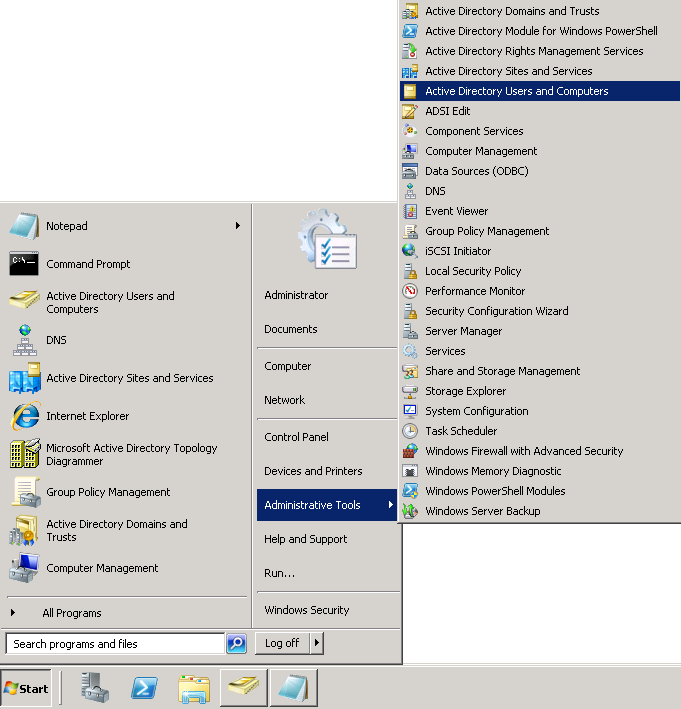 Active Directory Domains and Trusts
Active Directory Module for Windows PowerShell
Active Directory Rights Management Services
Active Directory Sites and Services
Active Directory Users and Computers
ADSI Edit
Component Services
Computer Management
Data Sources (ODBC)
DNS
Event Viewer
Group Policy Management
iSCSI Initiator
Local Security Policy
Performance Monitor
Security Configuration Wizard
Server Manager
Services
Share and Storage Management
Storage Explorer
System Configuration
Task Scheduler
Windows Firewall with Advanced Security
Windows Memory Diagnostic
Windows PowerShell Modules
Windows Server Backup
Notepad
C:\_
Command Prompt
Active Directory Users and
Computers
DNS
Active Directory Sites and Services
Internet Explorer
Microsoft Active Directory Topology
Diagrammer
Group Policy Management
Active Directory Domains and
Trusts
Computer Management
All Programs
Search programs and files
Administrator
Documents
Computer
Network
Control Panel
Devices and Printers
Administrative Tools
Help and Support
Run...
Windows Security
Log off
Start